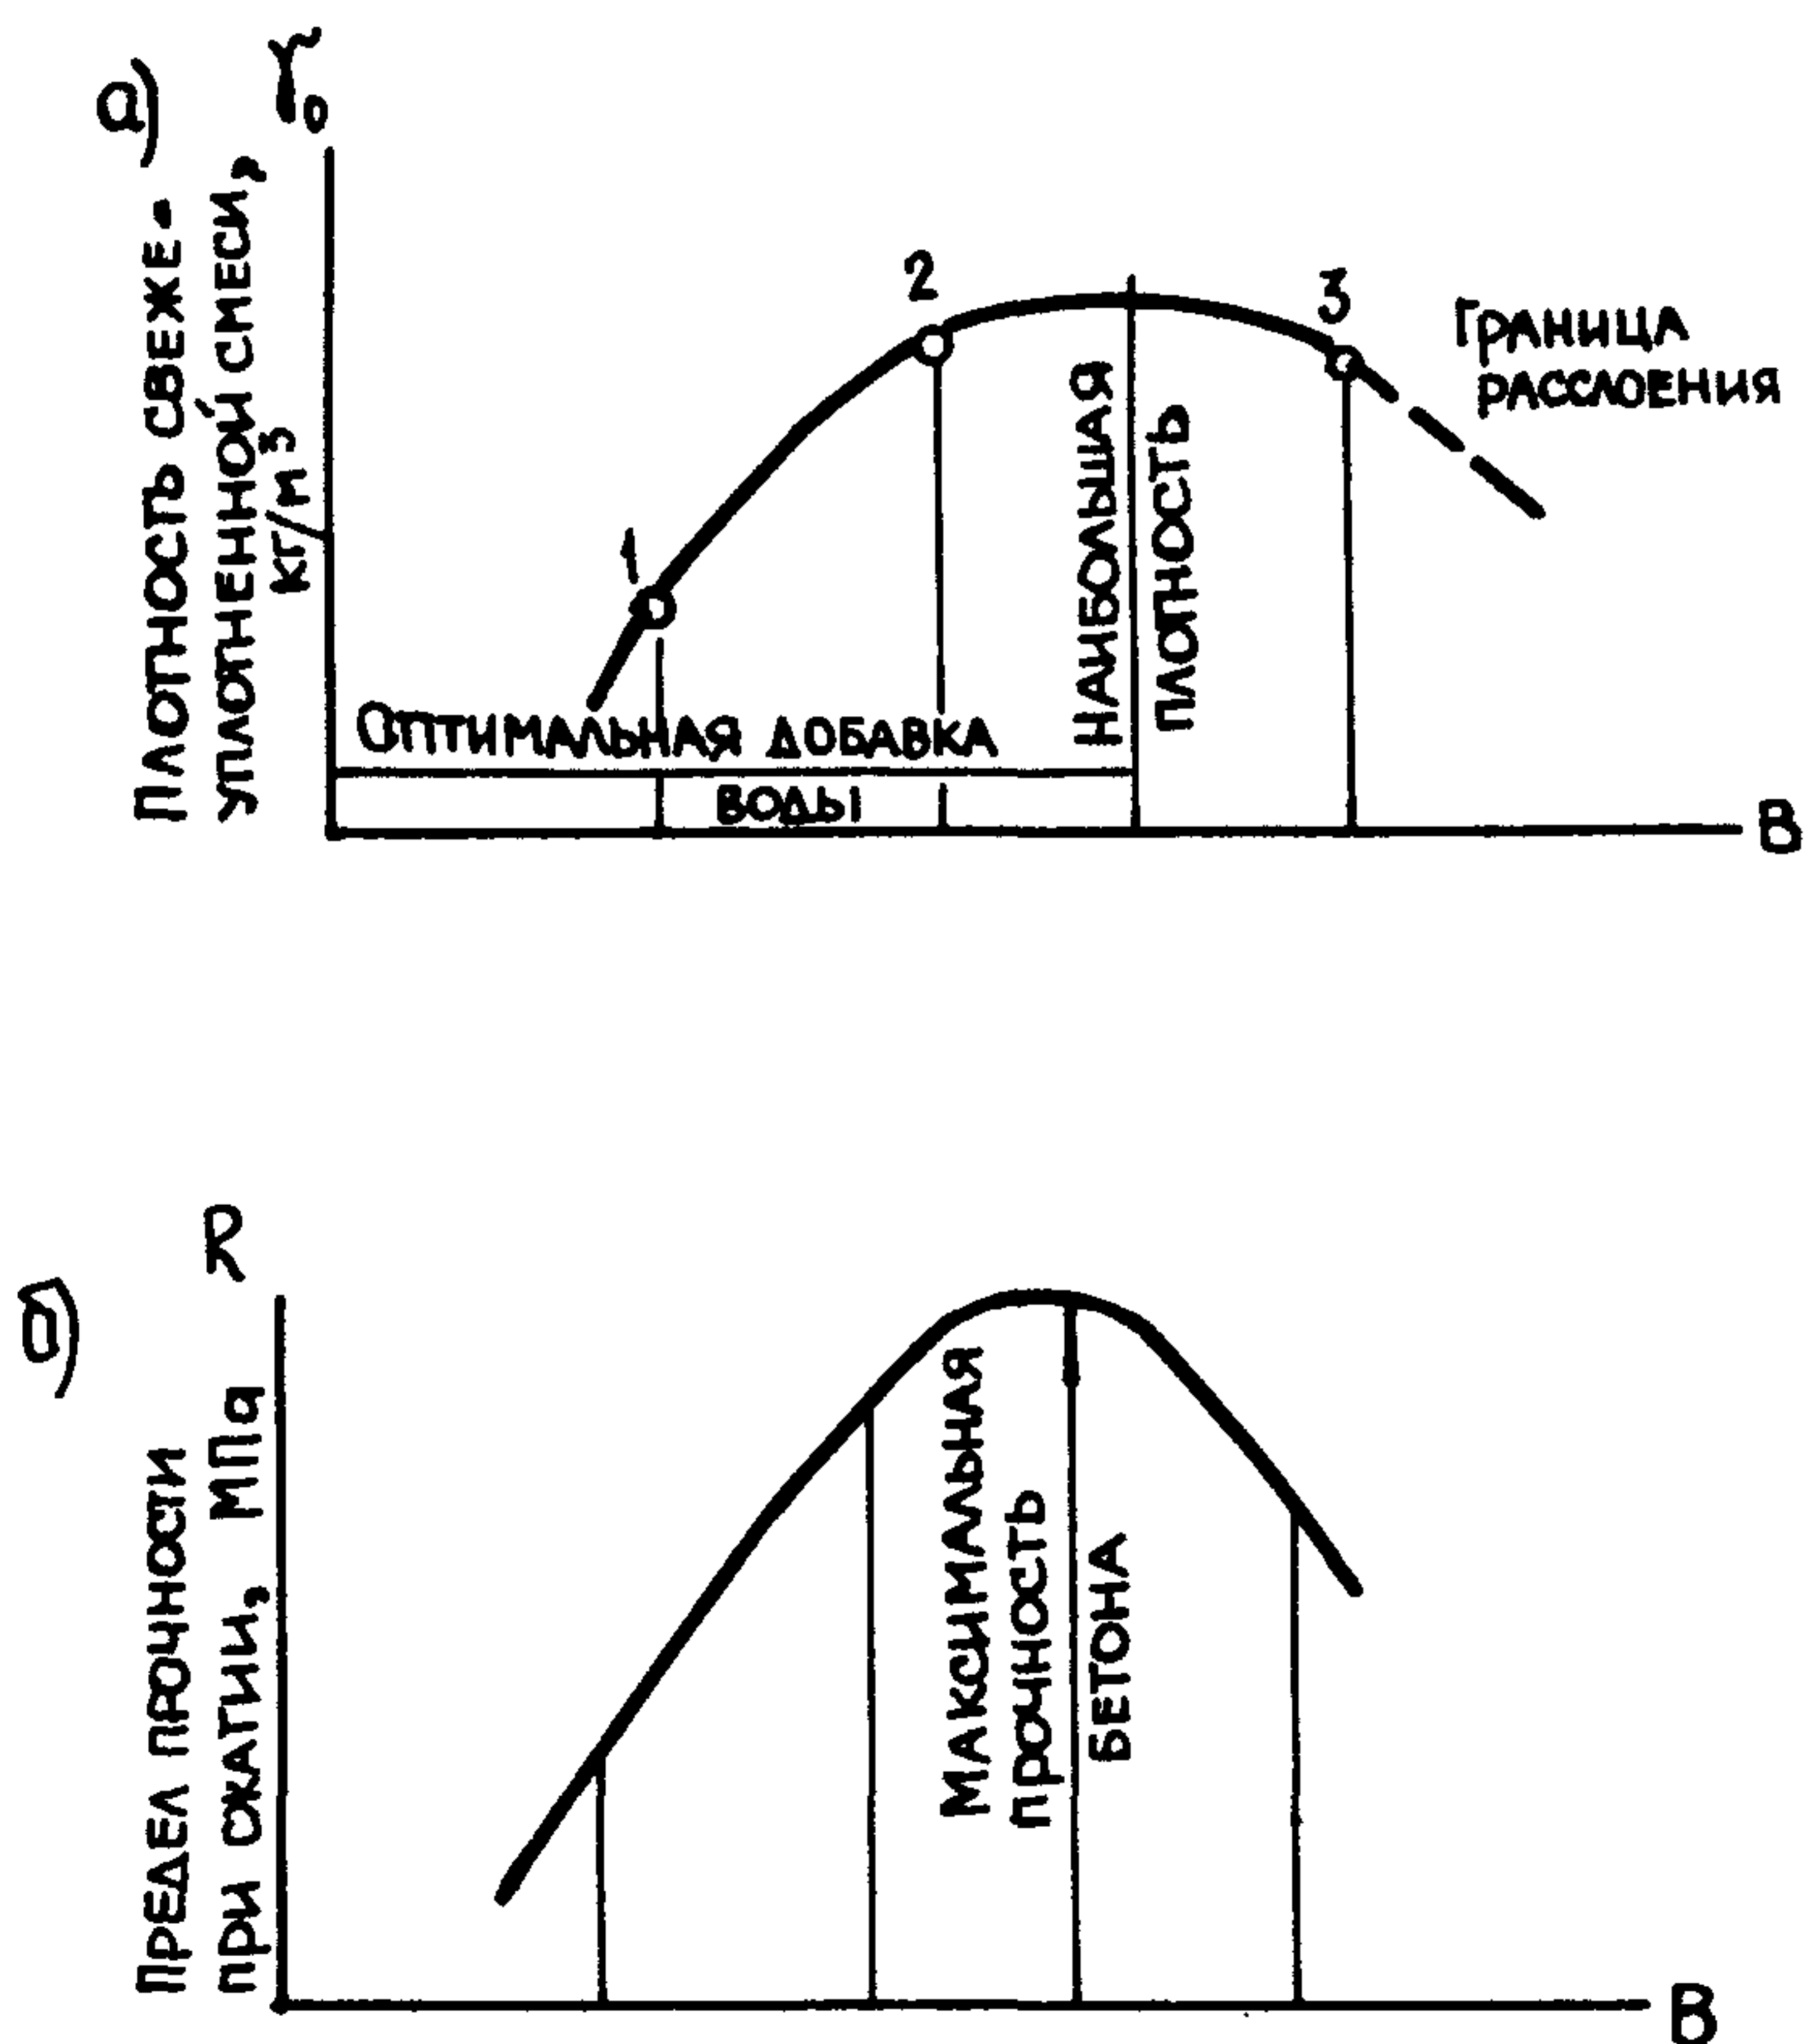 а)
γ₀
Плотность свеже-
уплотненной смеси,
кг/м³
1
2
3
Граница
расслоения
Наибольшая
плотность
Оптимальная добавка
воды
В
б)
R
Предел прочности
при сжатии, МПа
Максимальная
прочность
бетона
В